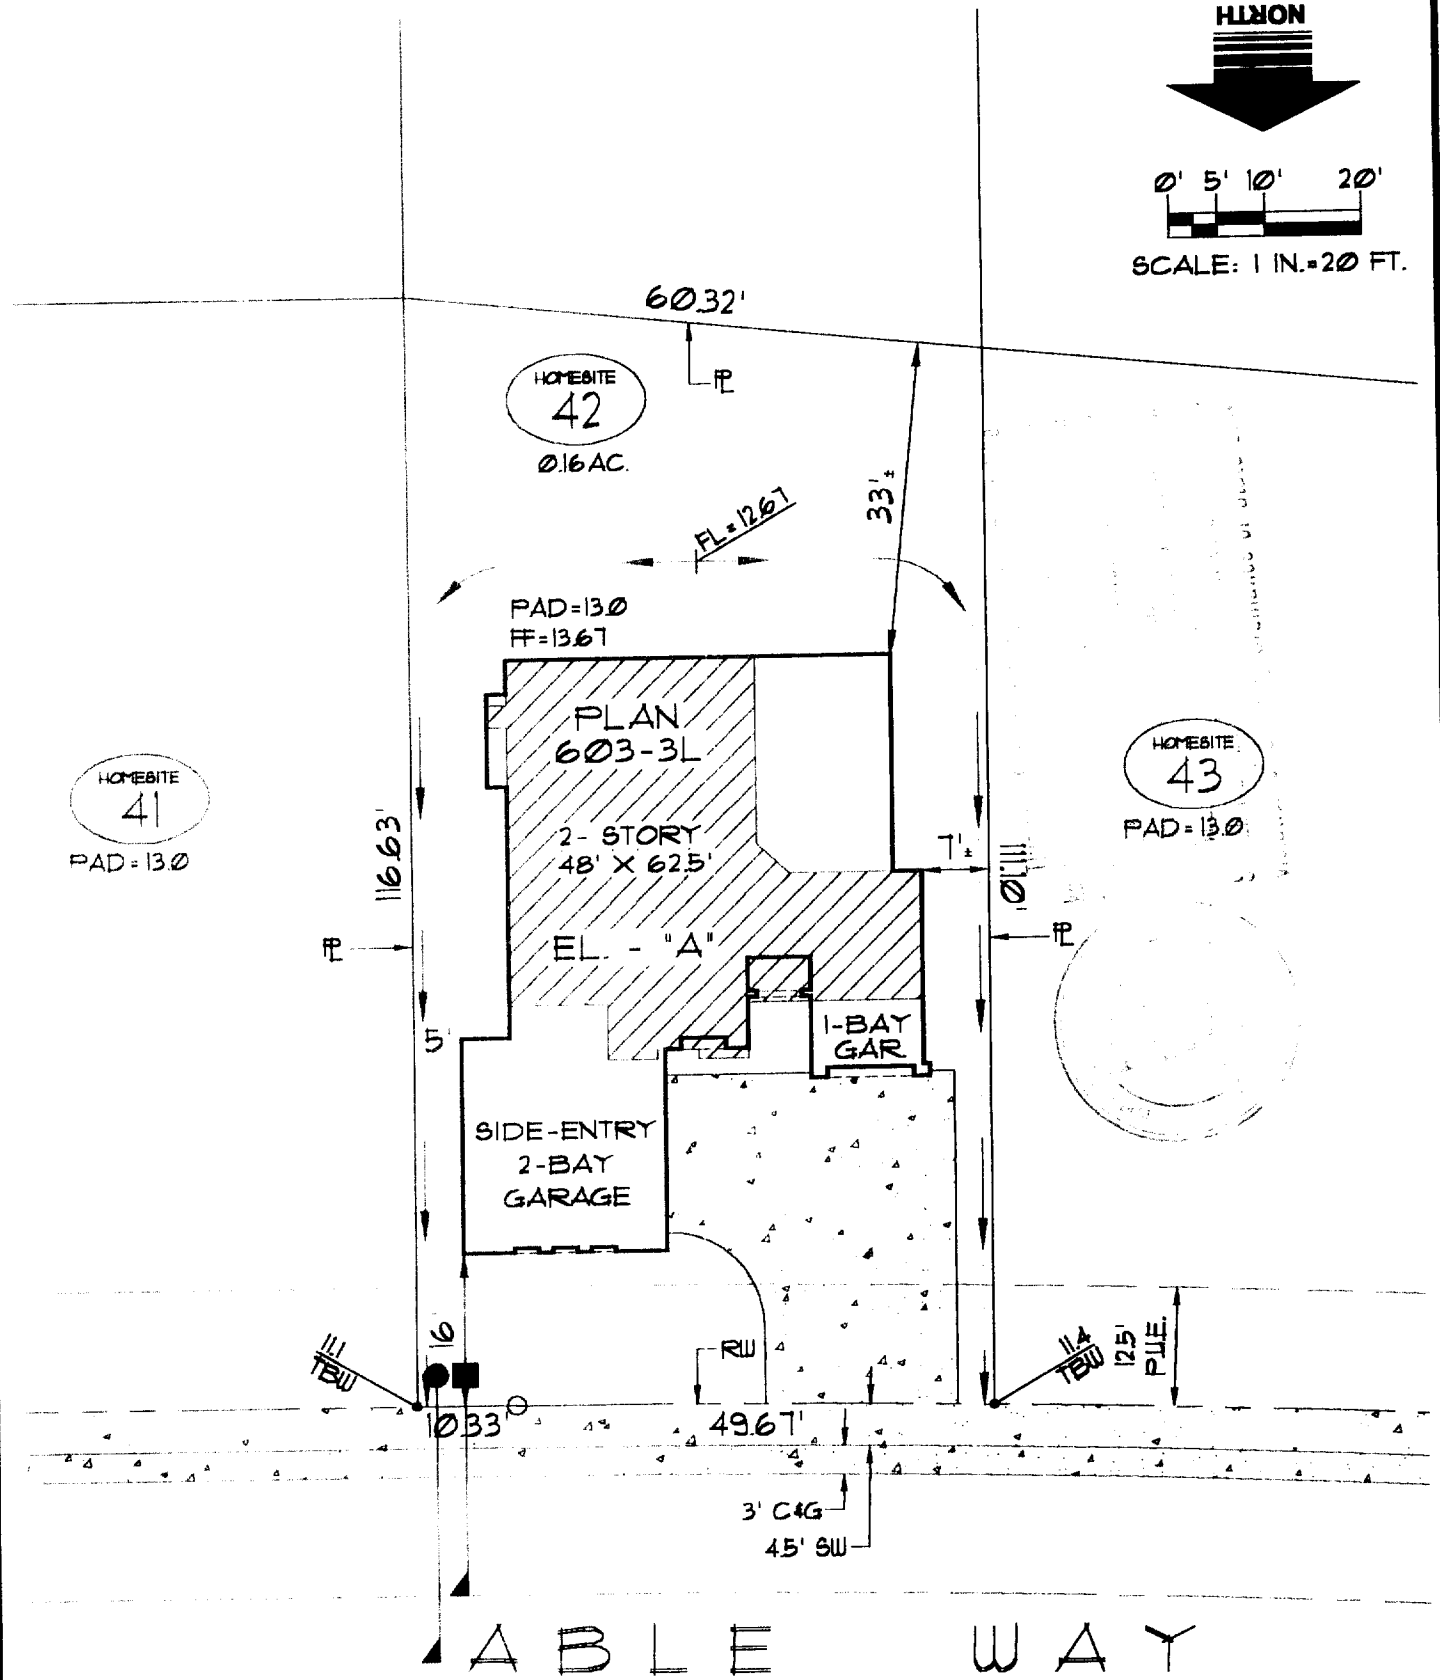 NORTH
0' 5' 10' 20'
SCALE: 1 IN.=20 FT.
60.32'
PL
HOMESITE
42
0.16 AC.
33'±
FL=12.67
PAD=13.0
FF=13.67
PLAN
603-3L
2- STORY
48' X 62.5'
EL. - "A"
HOMESITE
41
PAD=13.0
HOMESITE
43
PAD=13.0
116.63'
7'±
111.70'
PL
PL
5'
1-BAY
GAR
SIDE-ENTRY
2-BAY
GARAGE
16
11.1
TBW
RW
11.4
TBW
12.5'
P.U.E.
10.33'
49.67'
3' C&G
4.5' SW
ABLE WAY